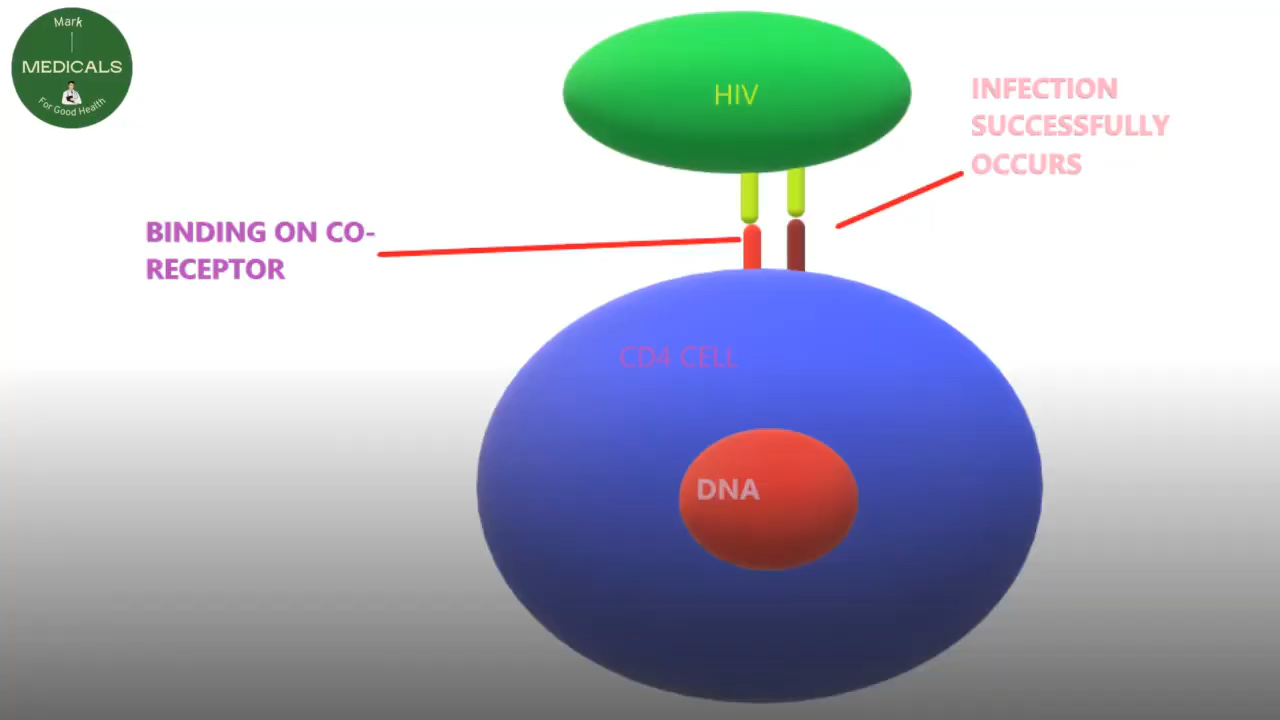 Mark
MEDICALS
For Good Health
HIV
INFECTION
SUCCESSFULLY
OCCURS
BINDING ON CO-
RECEPTOR
CD4 CELL
DNA